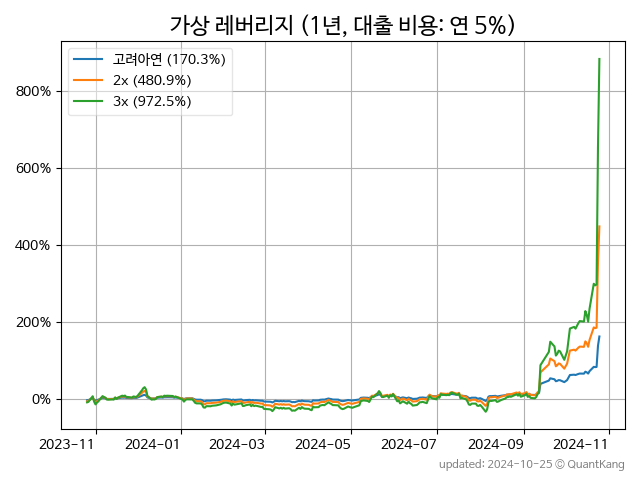 가상 레버리지 (1년, 대출 비용: 연 5%)
고려아연 (170.3%)
2x (480.9%)
3x (972.5%)
800%
600%
400%
200%
0%
2023-11 2024-01 2024-03 2024-05 2024-07 2024-09 2024-11
updated: 2024-10-25 © QuantKang